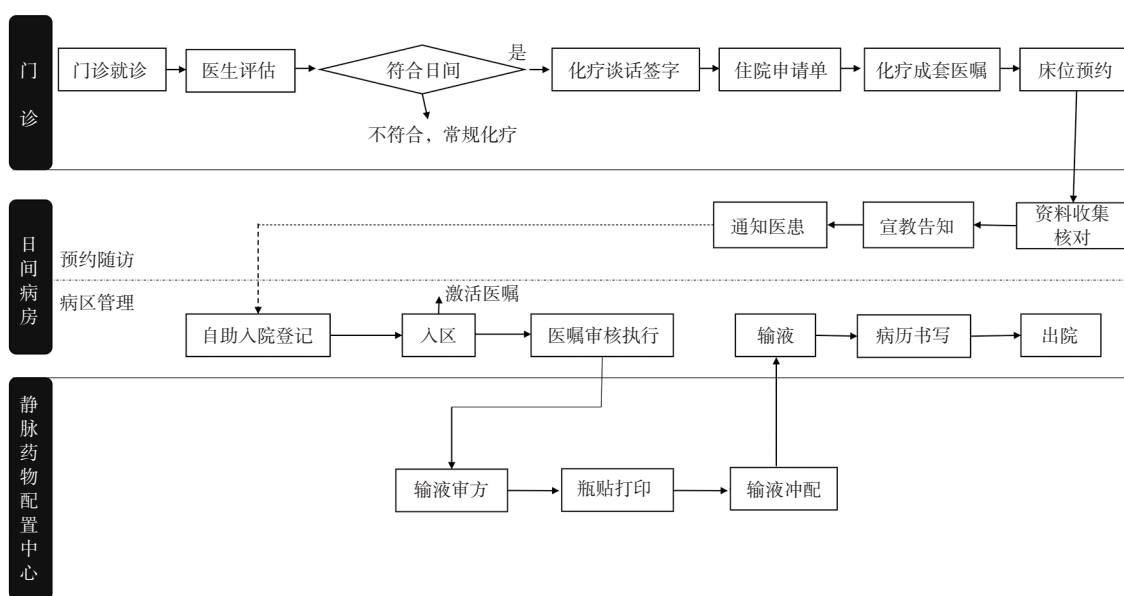 门诊
门诊就诊
医生评估
符合日间
是
化疗谈话签字
住院申请单
化疗成套医嘱
床位预约
不符合，常规化疗
日间病房
预约随访
通知医患
宣教告知
资料收集
核对
病区管理
激活医嘱
自助入院登记
入区
医嘱审核执行
输液
病历书写
出院
静脉药物配置中心
输液审方
瓶贴打印
输液冲配